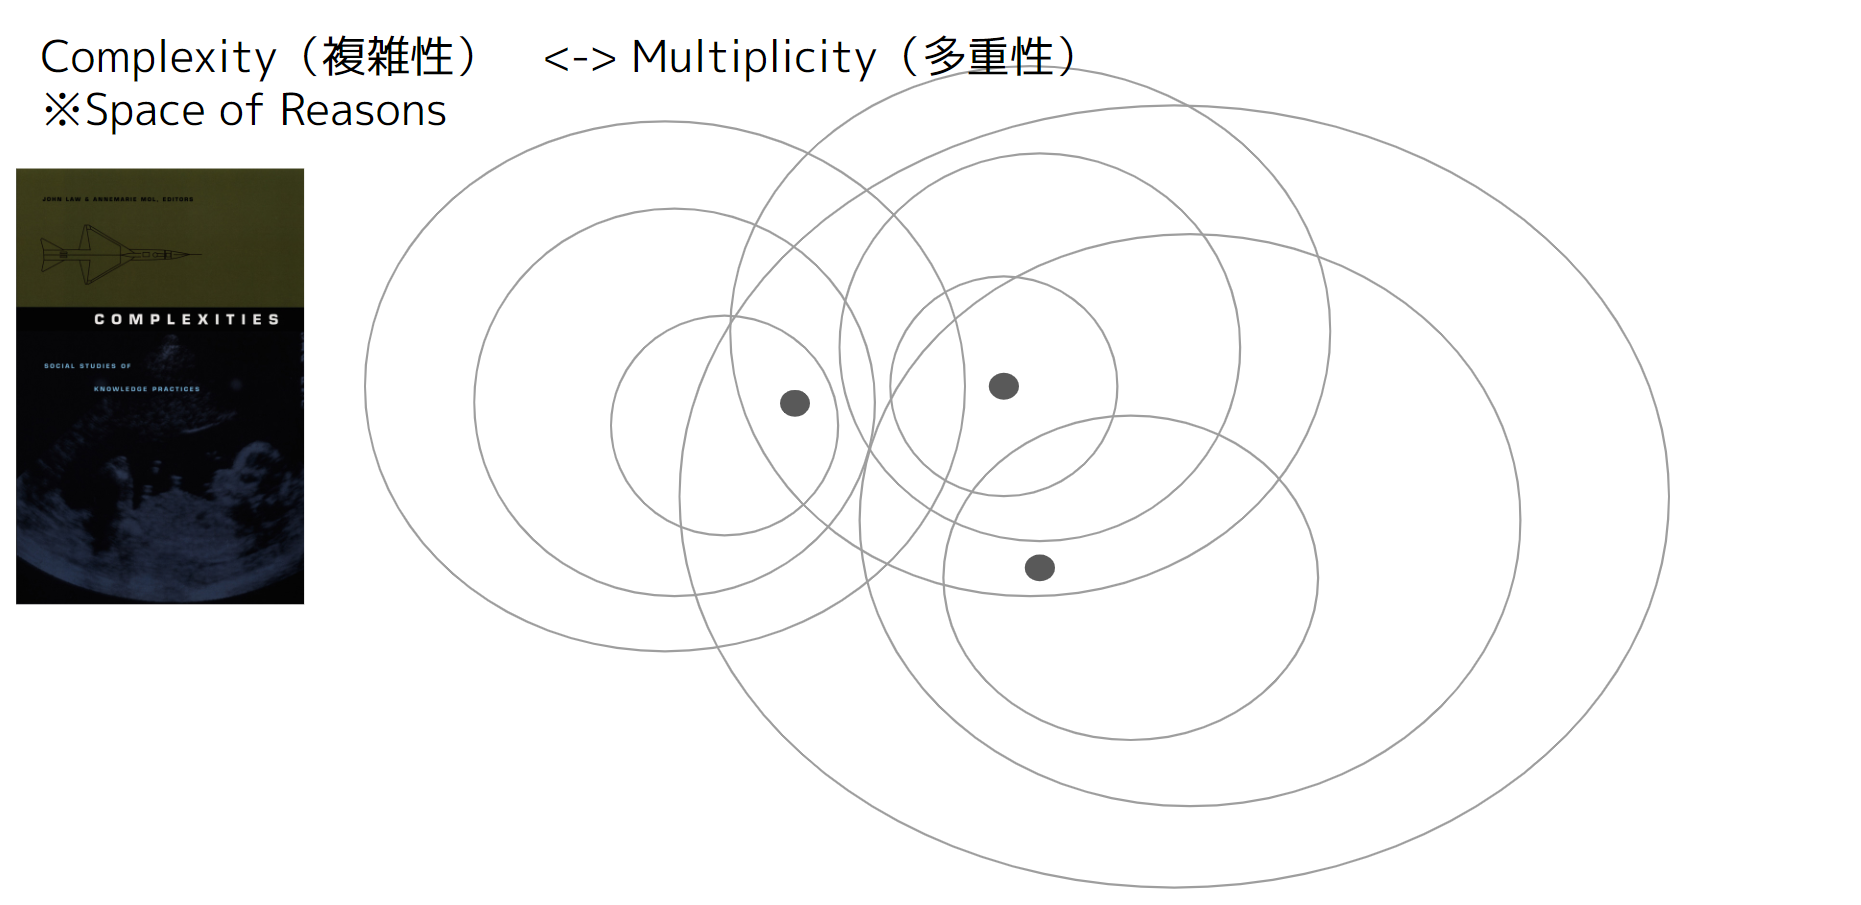 Complexity（複雑性）　<-> Multiplicity（多重性）
※Space of Reasons
JOHN LAW & ANNEMARIE MOL, EDITORS
COMPLEXITIES
SOCIAL STUDIES OF
KNOWLEDGE PRACTICES